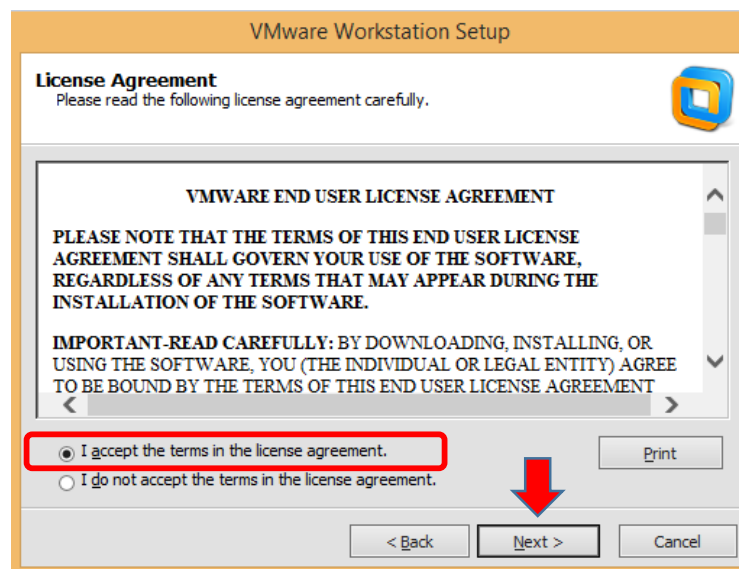 VMware Workstation Setup
License Agreement
Please read the following license agreement carefully.
VMWARE END USER LICENSE AGREEMENT
PLEASE NOTE THAT THE TERMS OF THIS END USER LICENSE
AGREEMENT SHALL GOVERN YOUR USE OF THE SOFTWARE,
REGARDLESS OF ANY TERMS THAT MAY APPEAR DURING THE
INSTALLATION OF THE SOFTWARE.
IMPORTANT-READ CAREFULLY: BY DOWNLOADING, INSTALLING, OR
USING THE SOFTWARE, YOU (THE INDIVIDUAL OR LEGAL ENTITY) AGREE
TO BE BOUND BY THE TERMS OF THIS END USER LICENSE AGREEMENT
I accept the terms in the license agreement.
Print
I do not accept the terms in the license agreement.
< Back
Next >
Cancel